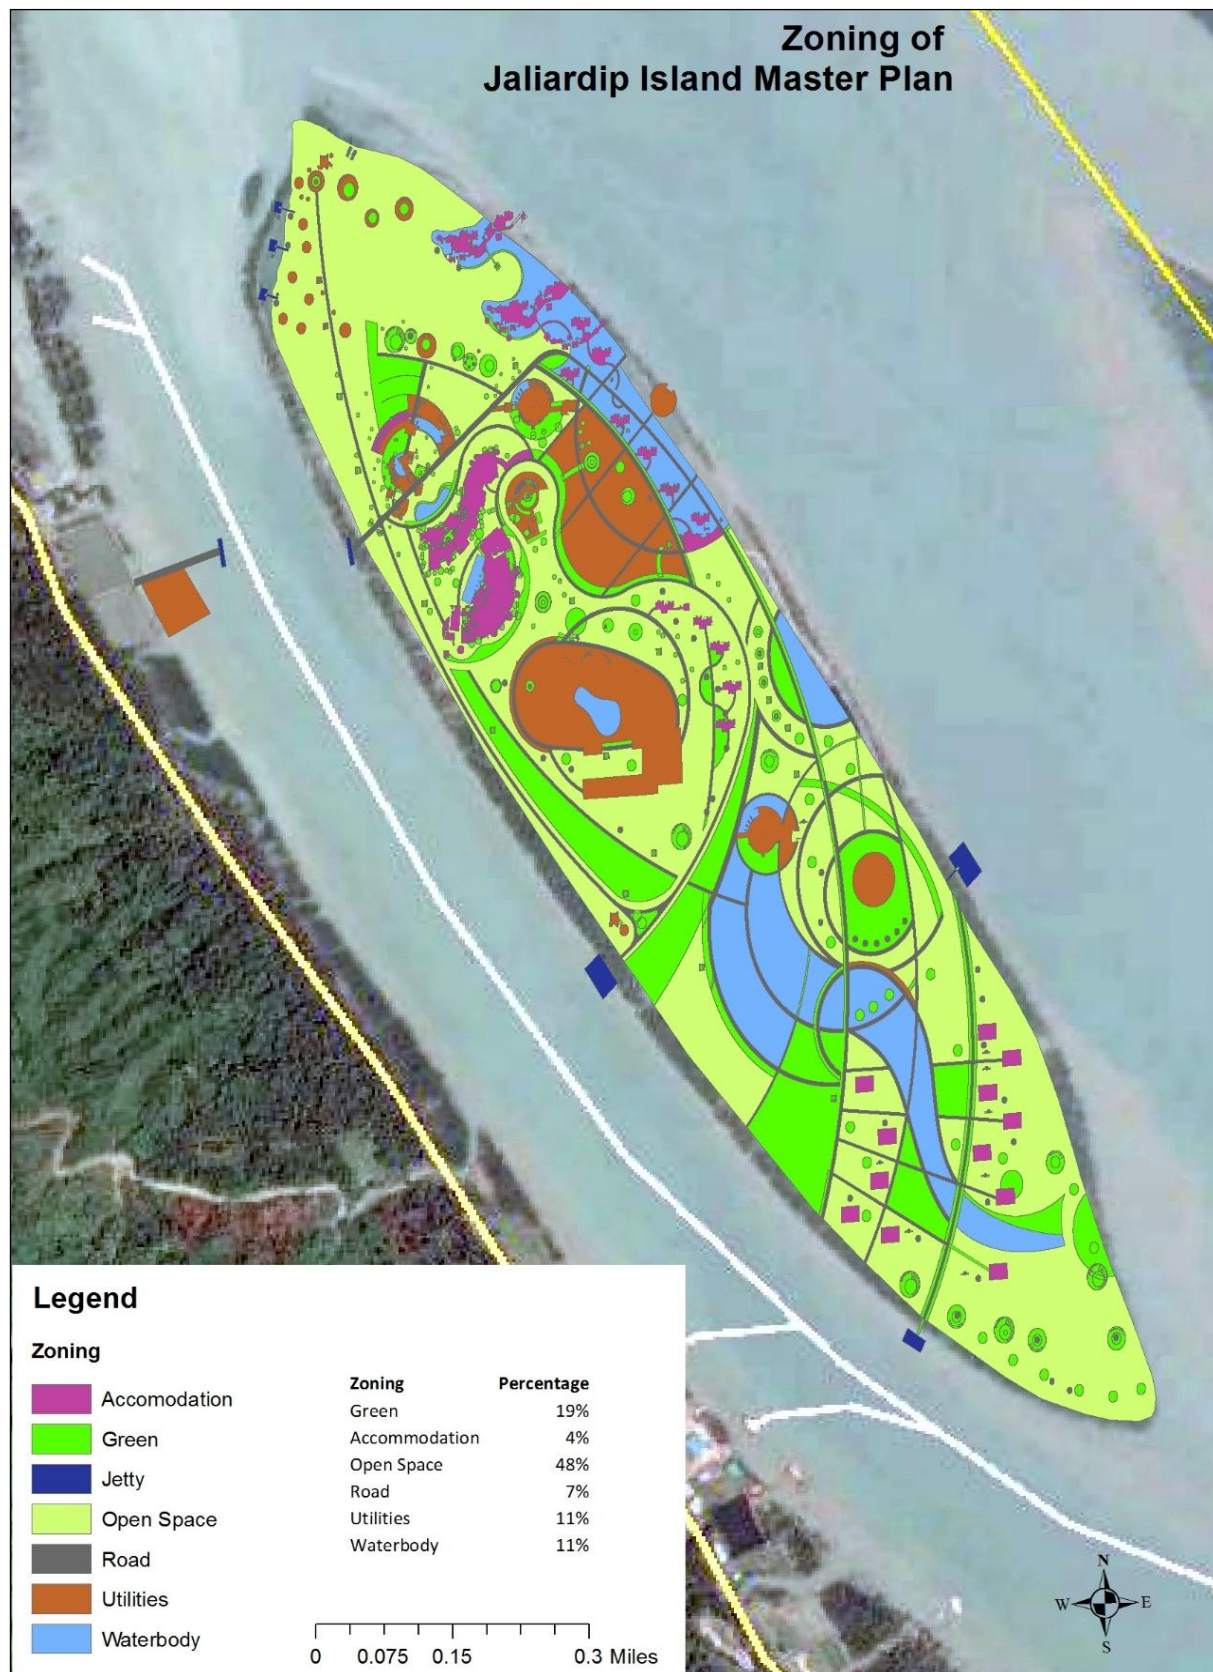 Zoning of
Jaliardip Island Master Plan
Legend
Zoning
Accomodation
Green
Jetty
Open Space
Road
Utilities
Waterbody
Zoning Percentage
Green 19%
Accommodation 4%
Open Space 48%
Road 7%
Utilities 11%
Waterbody 11%
0 0.075 0.15 0.3 Miles
N
W E
S